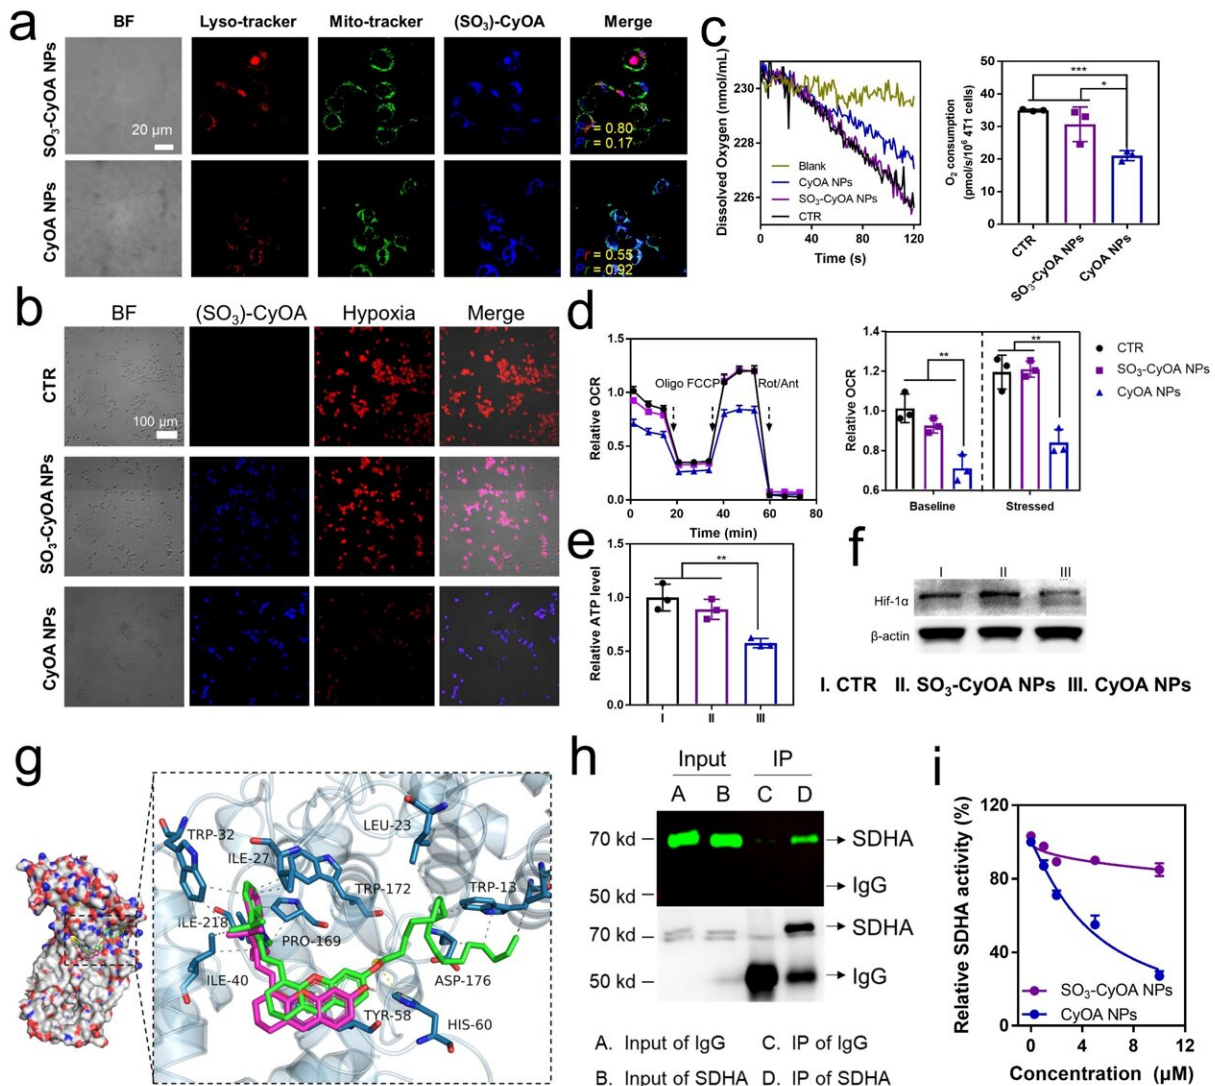 a
BF Lyso-tracker Mito-tracker (SO₃)-CyOA Merge
SO₃-CyOA NPs
20 µm
Pr = 0.80
Pr = 0.17
CyOA NPs
Pr = 0.55
Pr = 0.92
b
BF (SO₃)-CyOA Hypoxia Merge
CTR
100 µm
SO₃-CyOA NPs
CyOA NPs
c
Dissolved Oxygen (nmol/mL)
230
228
226
Blank
CyOA NPs
SO₃-CyOA NPs
CTR
0 40 80 120
Time (s)
O₂ consumption
(pmol/s/10⁶ 4T1 cells)
50
40
30
20
10
0
***
*
CTR
SO₃-CyOA NPs
CyOA NPs
d
Relative OCR
1.5
1.0
0.5
0.0
Oligo FCCP Rot/Ant
0 20 40 60 80
Time (min)
Relative OCR
1.4
1.2
1.0
0.8
0.6
**
**
Baseline Stressed
CTR
SO₃-CyOA NPs
CyOA NPs
e
Relative ATP level
1.5
1.0
0.5
0.0
**
I II III
f
I II III
Hif-1α
β-actin
I. CTR II. SO₃-CyOA NPs III. CyOA NPs
g
TRP-32
LEU-23
ILE-27
TRP-172
TRP-13
ILE-218
PRO-169
ILE-40
ASP-176
TYR-58
HIS-60
h
Input IP
A B C D
70 kd SDHA
50 kd IgG
70 kd SDHA
50 kd IgG
A. Input of IgG C. IP of IgG
B. Input of SDHA D. IP of SDHA
i
Relative SDHA activity (%)
120
80
40
0
SO₃-CyOA NPs
CyOA NPs
0 4 8 12
Concentration (µM)